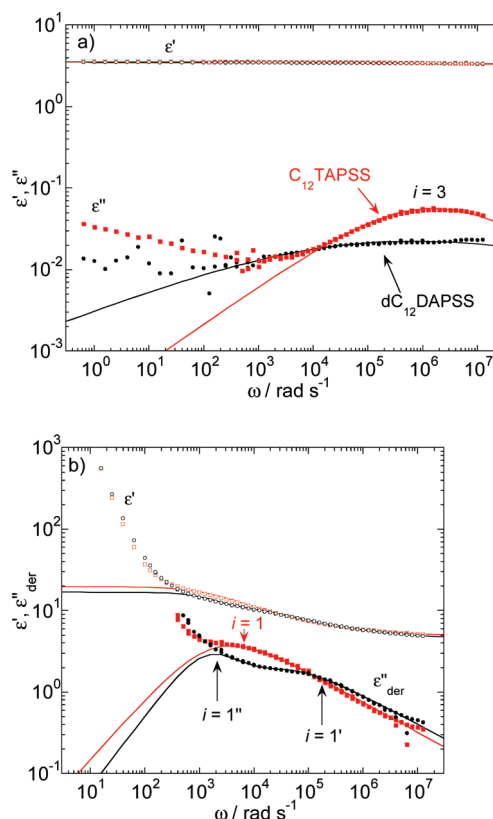 a)
ε'
C₁₂TAPSS
i = 3
ε''
dC₁₂DAPSS
ε', ε''
10¹
10⁰
10⁻¹
10⁻²
10⁻³
10⁰ 10¹ 10² 10³ 10⁴ 10⁵ 10⁶ 10⁷
ω / rad s⁻¹
b)
ε'
i = 1
ε''der
i = 1''
i = 1'
ε', ε''der
10³
10²
10¹
10⁰
10⁻¹
10¹ 10² 10³ 10⁴ 10⁵ 10⁶ 10⁷
ω / rad s⁻¹